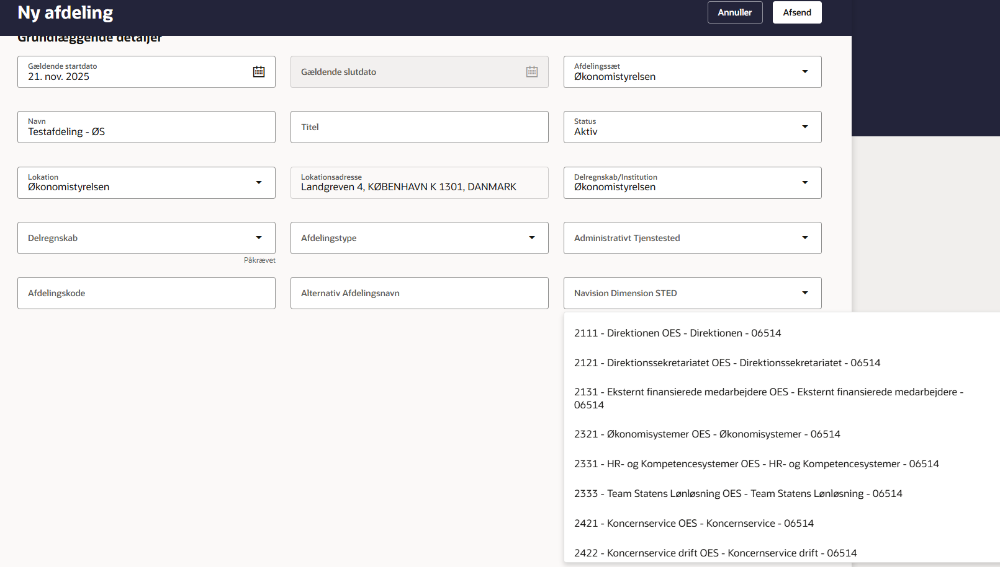 Ny afdeling
Annuller
Afsend
Grundlæggende detaljer
Gældende startdato
21. nov. 2025
Gældende slutdato
Afdelingssæt
Økonomistyrelsen
Navn
Testafdeling - ØS
Titel
Status
Aktiv
Lokation
Økonomistyrelsen
Lokationsadresse
Landgreven 4, KØBENHAVN K 1301, DANMARK
Delregnskab/Institution
Økonomistyrelsen
Delregnskab
Påkrævet
Afdelingstype
Administrativt Tjenstested
Afdelingskode
Alternativ Afdelingsnavn
Navision Dimension STED
2111 - Direktionen OES - Direktionen - 06514
2121 - Direktionssekretariatet OES - Direktionssekretariatet - 06514
2131 - Eksternt finansierede medarbejdere OES - Eksternt finansierede medarbejdere -
06514
2321 - Økonomisystemer OES - Økonomisystemer - 06514
2331 - HR- og Kompetencesystemer OES - HR- og Kompetencesystemer - 06514
2333 - Team Statens Lønløsning OES - Team Statens Lønløsning - 06514
2421 - Koncernservice OES - Koncernservice - 06514
2422 - Koncernservice drift OES - Koncernservice drift - 06514